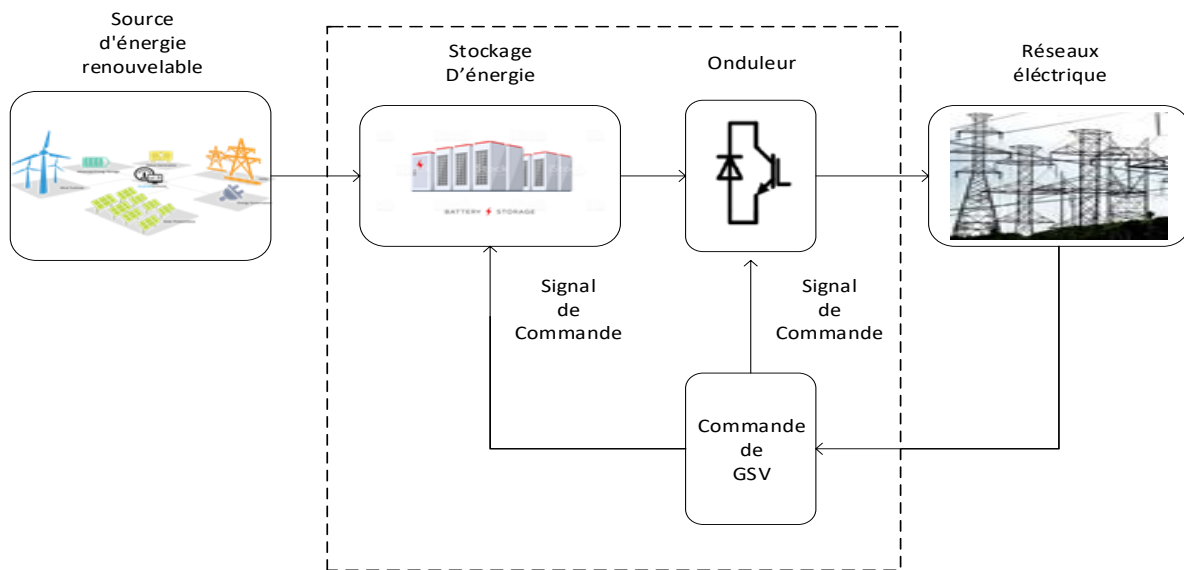 Source
d'énergie
renouvelable
Stockage
D’énergie
Onduleur
Réseaux
éléctrique
BATTERY STORAGE
Signal
de
Commande
Signal
de
Commande
Commande
de
GSV